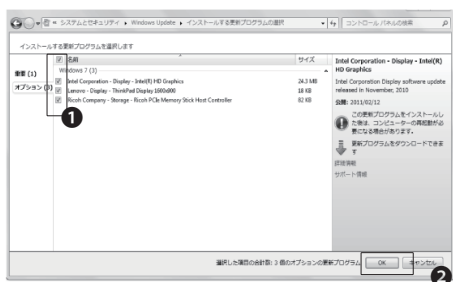 システムとセキュリティ ▸ Windows Update ▸ インストールする更新プログラムの選択
コントロール パネルの検索
インストールする更新プログラムを選択します
名前 サイズ
重要 (1)
オプション (3)
Windows 7 (3)
Intel Corporation - Display - Intel(R) HD Graphics 24.3 MB
Lenovo - Display - ThinkPad Display 1600x900 18 KB
Ricoh Company - Storage - Ricoh PCIe Memory Stick Host Controller 82 KB
❶
Intel Corporation - Display - Intel(R)
HD Graphics
Intel Corporation Display software update
released in November, 2010
公開: 2011/02/12
この更新プログラムをインストールし
た後は、コンピューターの再起動が必
要になる場合があります。
更新プログラムをダウンロードできま
す
詳細情報
サポート情報
選択した項目の合計数: 3 個のオプションの更新プログラム
OK
キャンセル
❷